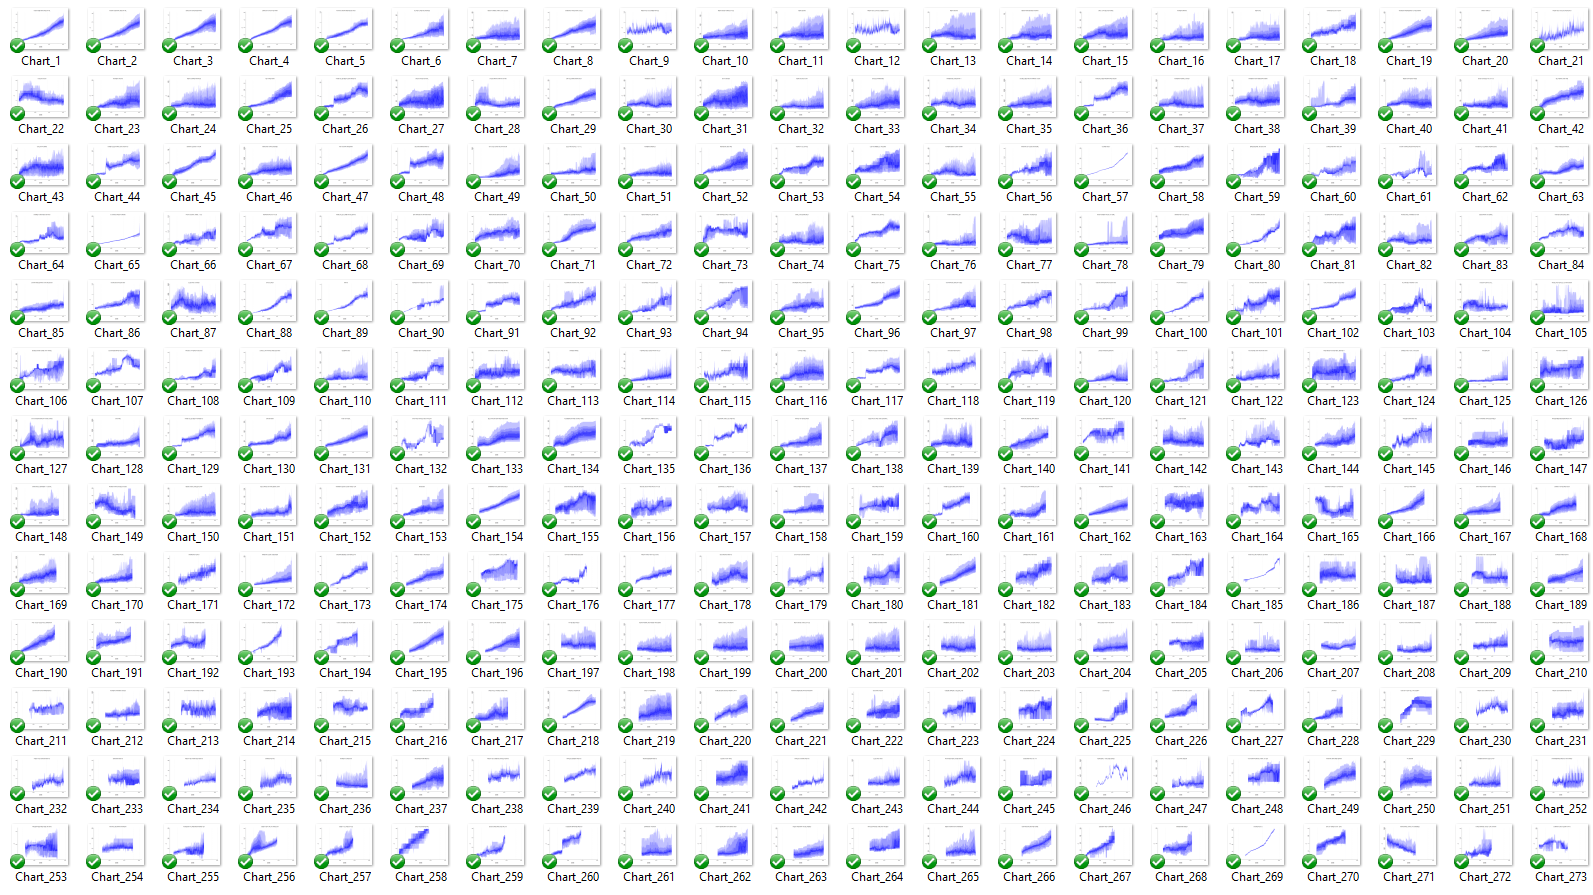 Chart_1 Chart_2 Chart_3 Chart_4 Chart_5 Chart_6 Chart_7 Chart_8 Chart_9 Chart_10 Chart_11 Chart_12 Chart_13 Chart_14 Chart_15 Chart_16 Chart_17 Chart_18 Chart_19 Chart_20 Chart_21
Chart_22 Chart_23 Chart_24 Chart_25 Chart_26 Chart_27 Chart_28 Chart_29 Chart_30 Chart_31 Chart_32 Chart_33 Chart_34 Chart_35 Chart_36 Chart_37 Chart_38 Chart_39 Chart_40 Chart_41 Chart_42
Chart_43 Chart_44 Chart_45 Chart_46 Chart_47 Chart_48 Chart_49 Chart_50 Chart_51 Chart_52 Chart_53 Chart_54 Chart_55 Chart_56 Chart_57 Chart_58 Chart_59 Chart_60 Chart_61 Chart_62 Chart_63
Chart_64 Chart_65 Chart_66 Chart_67 Chart_68 Chart_69 Chart_70 Chart_71 Chart_72 Chart_73 Chart_74 Chart_75 Chart_76 Chart_77 Chart_78 Chart_79 Chart_80 Chart_81 Chart_82 Chart_83 Chart_84
Chart_85 Chart_86 Chart_87 Chart_88 Chart_89 Chart_90 Chart_91 Chart_92 Chart_93 Chart_94 Chart_95 Chart_96 Chart_97 Chart_98 Chart_99 Chart_100 Chart_101 Chart_102 Chart_103 Chart_104 Chart_105
Chart_106 Chart_107 Chart_108 Chart_109 Chart_110 Chart_111 Chart_112 Chart_113 Chart_114 Chart_115 Chart_116 Chart_117 Chart_118 Chart_119 Chart_120 Chart_121 Chart_122 Chart_123 Chart_124 Chart_125 Chart_126
Chart_127 Chart_128 Chart_129 Chart_130 Chart_131 Chart_132 Chart_133 Chart_134 Chart_135 Chart_136 Chart_137 Chart_138 Chart_139 Chart_140 Chart_141 Chart_142 Chart_143 Chart_144 Chart_145 Chart_146 Chart_147
Chart_148 Chart_149 Chart_150 Chart_151 Chart_152 Chart_153 Chart_154 Chart_155 Chart_156 Chart_157 Chart_158 Chart_159 Chart_160 Chart_161 Chart_162 Chart_163 Chart_164 Chart_165 Chart_166 Chart_167 Chart_168
Chart_169 Chart_170 Chart_171 Chart_172 Chart_173 Chart_174 Chart_175 Chart_176 Chart_177 Chart_178 Chart_179 Chart_180 Chart_181 Chart_182 Chart_183 Chart_184 Chart_185 Chart_186 Chart_187 Chart_188 Chart_189
Chart_190 Chart_191 Chart_192 Chart_193 Chart_194 Chart_195 Chart_196 Chart_197 Chart_198 Chart_199 Chart_200 Chart_201 Chart_202 Chart_203 Chart_204 Chart_205 Chart_206 Chart_207 Chart_208 Chart_209 Chart_210
Chart_211 Chart_212 Chart_213 Chart_214 Chart_215 Chart_216 Chart_217 Chart_218 Chart_219 Chart_220 Chart_221 Chart_222 Chart_223 Chart_224 Chart_225 Chart_226 Chart_227 Chart_228 Chart_229 Chart_230 Chart_231
Chart_232 Chart_233 Chart_234 Chart_235 Chart_236 Chart_237 Chart_238 Chart_239 Chart_240 Chart_241 Chart_242 Chart_243 Chart_244 Chart_245 Chart_246 Chart_247 Chart_248 Chart_249 Chart_250 Chart_251 Chart_252
Chart_253 Chart_254 Chart_255 Chart_256 Chart_257 Chart_258 Chart_259 Chart_260 Chart_261 Chart_262 Chart_263 Chart_264 Chart_265 Chart_266 Chart_267 Chart_268 Chart_269 Chart_270 Chart_271 Chart_272 Chart_273